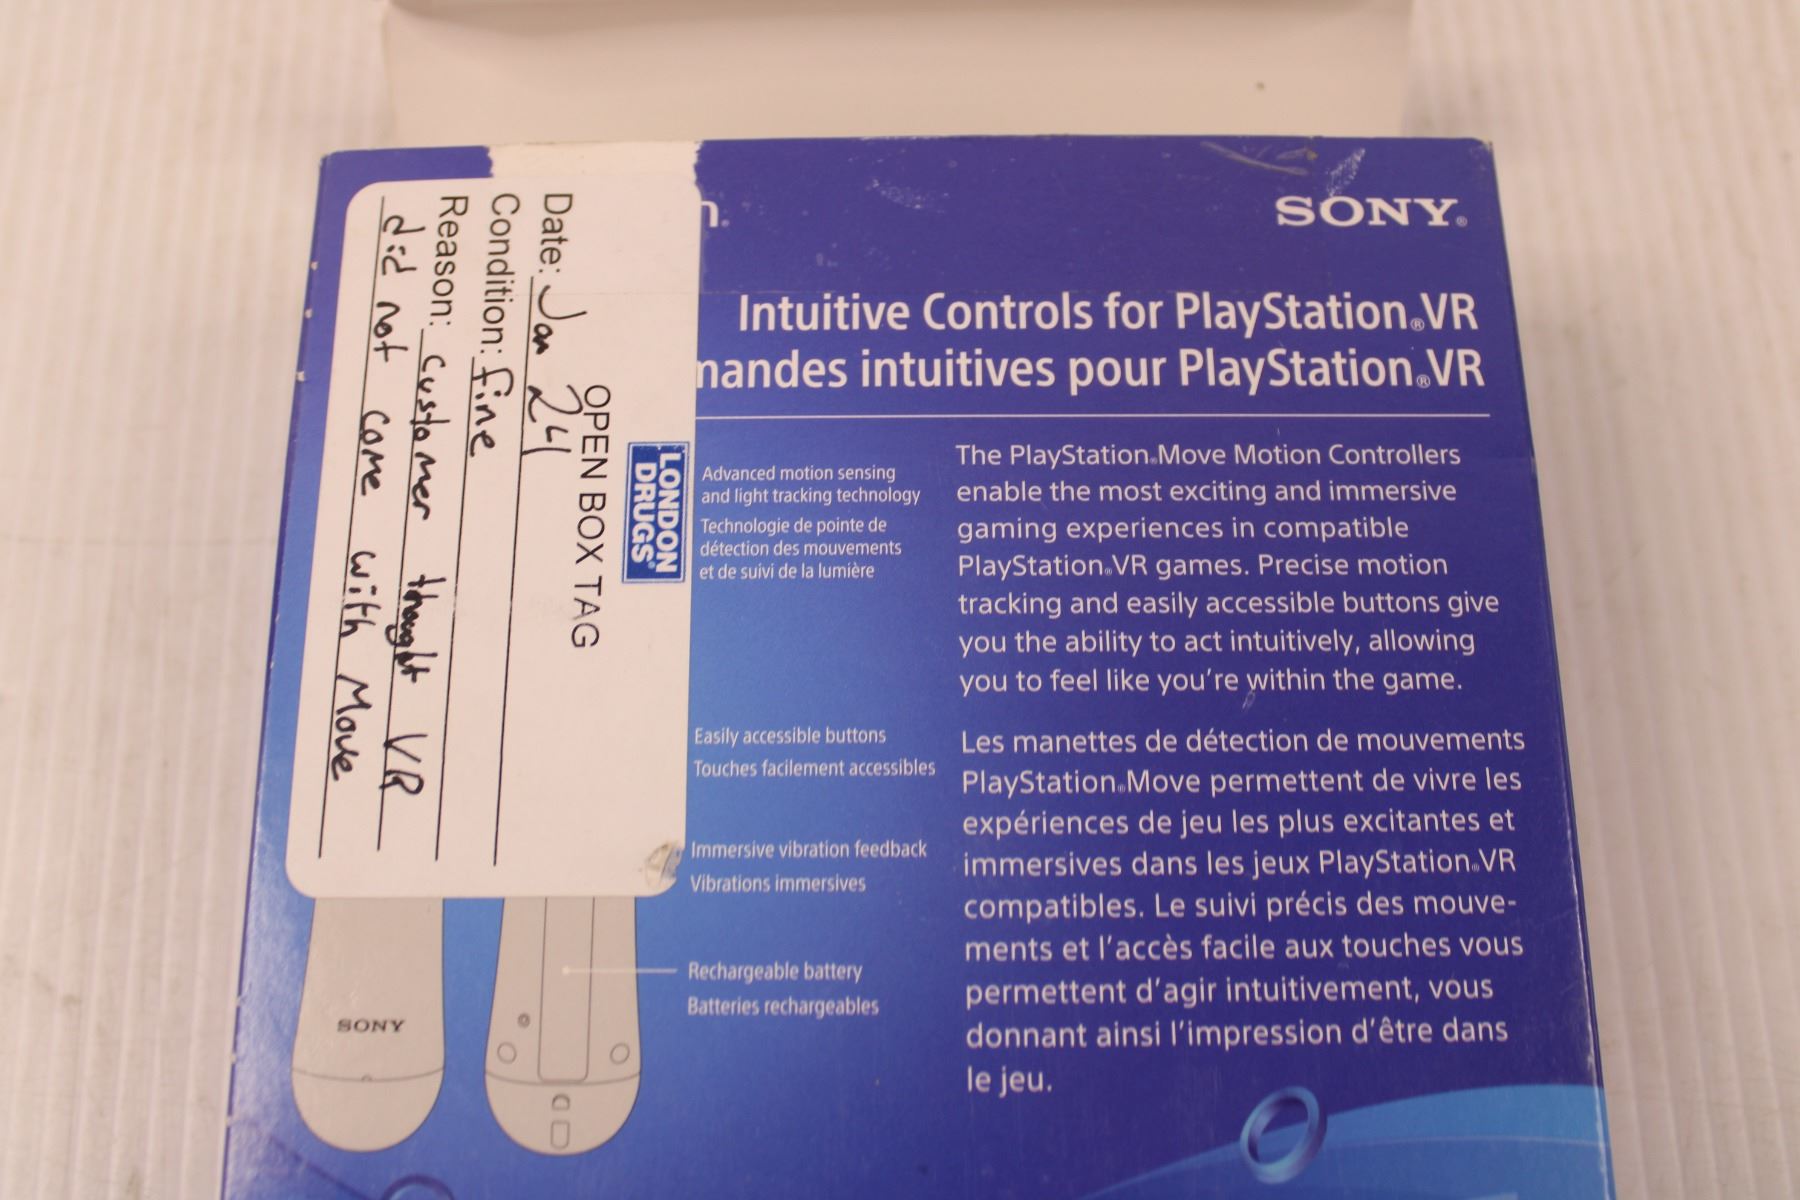 n.
SONY®
Intuitive Controls for PlayStation®VR
mandes intuitives pour PlayStation®VR
LONDON
DRUGS
OPEN BOX TAG
Date: Jan 24
Condition: fine
Reason: customer thought VR
did not come with Move
Advanced motion sensing
and light tracking technology
Technologie de pointe de
détection des mouvements
et de suivi de la lumière
Easily accessible buttons
Touches facilement accessibles
Immersive vibration feedback
Vibrations immersives
Rechargeable battery
Batteries rechargeables
SONY
The PlayStation®Move Motion Controllers
enable the most exciting and immersive
gaming experiences in compatible
PlayStation®VR games. Precise motion
tracking and easily accessible buttons give
you the ability to act intuitively, allowing
you to feel like you're within the game.
Les manettes de détection de mouvements
PlayStation®Move permettent de vivre les
expériences de jeu les plus excitantes et
immersives dans les jeux PlayStation®VR
compatibles. Le suivi précis des mouve-
ments et l'accès facile aux touches vous
permettent d'agir intuitivement, vous
donnant ainsi l'impression d'être dans
le jeu.